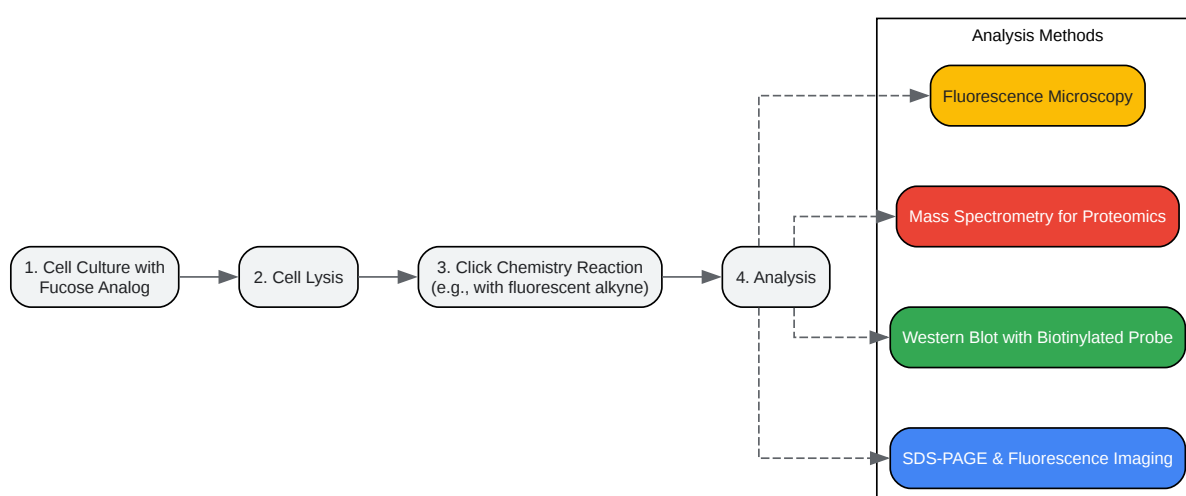 Analysis Methods
Fluorescence Microscopy
Mass Spectrometry for Proteomics
1. Cell Culture with
Fucose Analog
2. Cell Lysis
3. Click Chemistry Reaction
(e.g., with fluorescent alkyne)
4. Analysis
Western Blot with Biotinylated Probe
SDS-PAGE & Fluorescence Imaging